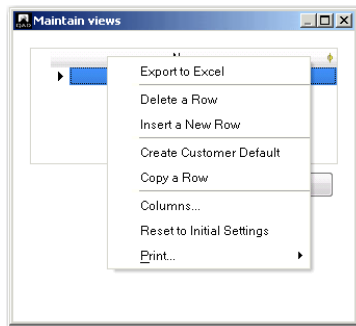 QAD
Maintain views
Export to Excel
Delete a Row
Insert a New Row
Create Customer Default
Copy a Row
Columns...
Reset to Initial Settings
Print...